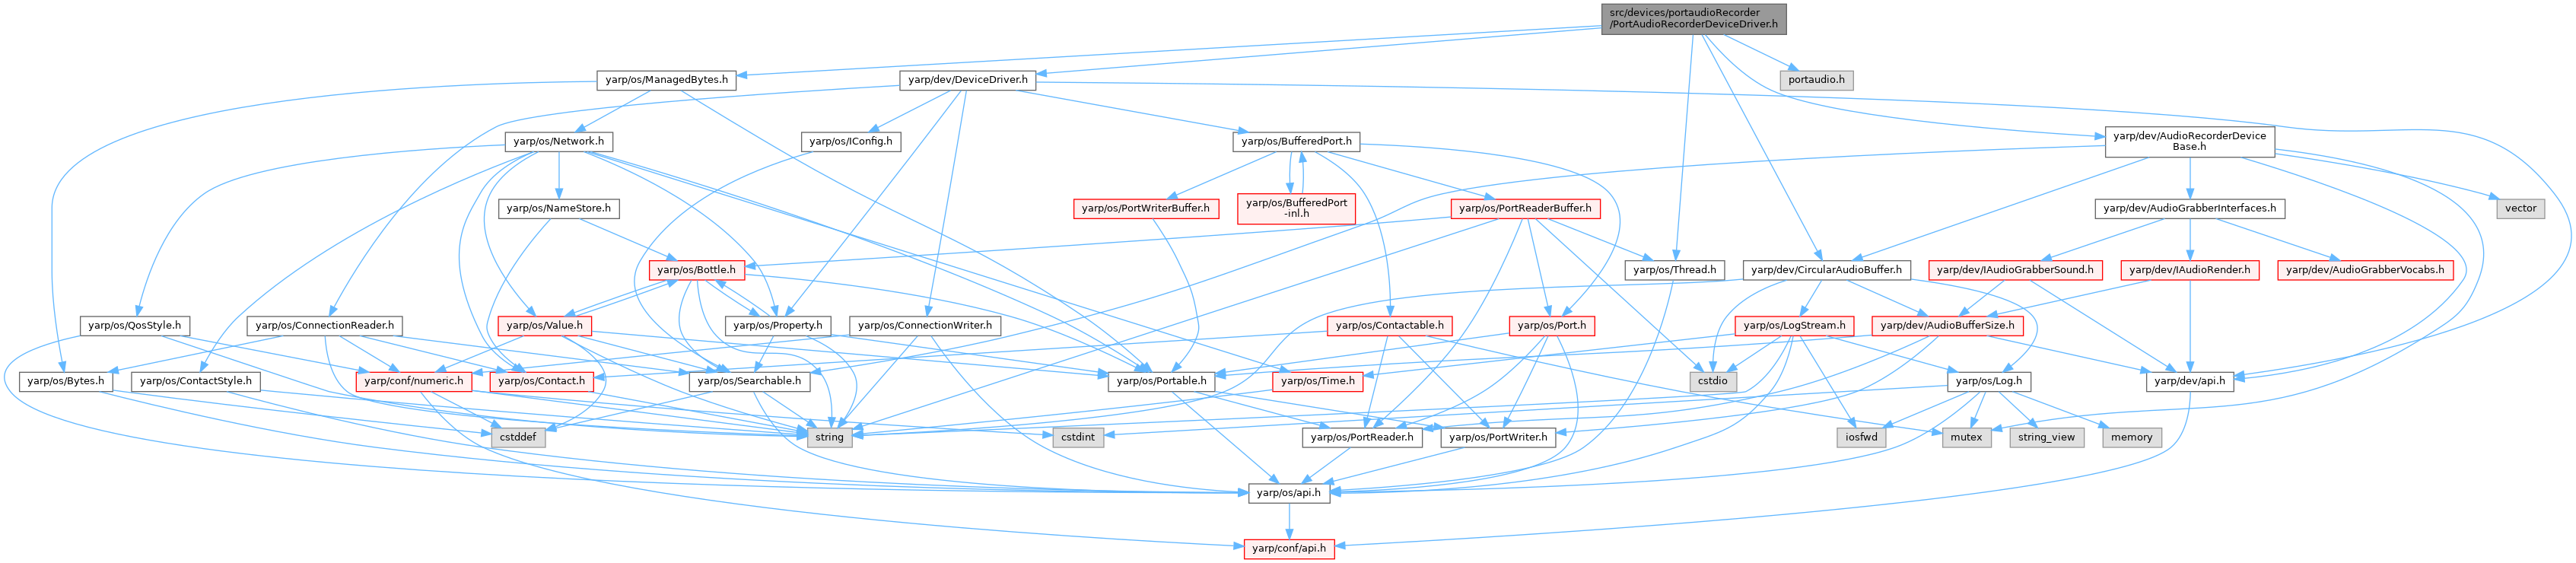 src/devices/portaudioRecorder
/PortAudioRecorderDeviceDriver.h
yarp/os/ManagedBytes.h
yarp/dev/DeviceDriver.h
portaudio.h
yarp/os/Network.h
yarp/os/IConfig.h
yarp/os/BufferedPort.h
yarp/dev/AudioRecorderDevice
Base.h
yarp/os/NameStore.h
yarp/os/PortWriterBuffer.h
yarp/os/BufferedPort
-inl.h
yarp/os/PortReaderBuffer.h
yarp/dev/AudioGrabberInterfaces.h
vector
yarp/os/Bottle.h
yarp/os/Thread.h
yarp/dev/CircularAudioBuffer.h
yarp/dev/IAudioGrabberSound.h
yarp/dev/IAudioRender.h
yarp/dev/AudioGrabberVocabs.h
yarp/os/QosStyle.h
yarp/os/ConnectionReader.h
yarp/os/Value.h
yarp/os/Property.h
yarp/os/ConnectionWriter.h
yarp/os/Contactable.h
yarp/os/Port.h
yarp/os/LogStream.h
yarp/dev/AudioBufferSize.h
yarp/os/Bytes.h
yarp/os/ContactStyle.h
yarp/conf/numeric.h
yarp/os/Contact.h
yarp/os/Searchable.h
yarp/os/Portable.h
yarp/os/Time.h
cstdio
yarp/os/Log.h
yarp/dev/api.h
cstddef
string
cstdint
yarp/os/PortReader.h
yarp/os/PortWriter.h
iosfwd
mutex
string_view
memory
yarp/os/api.h
yarp/conf/api.h